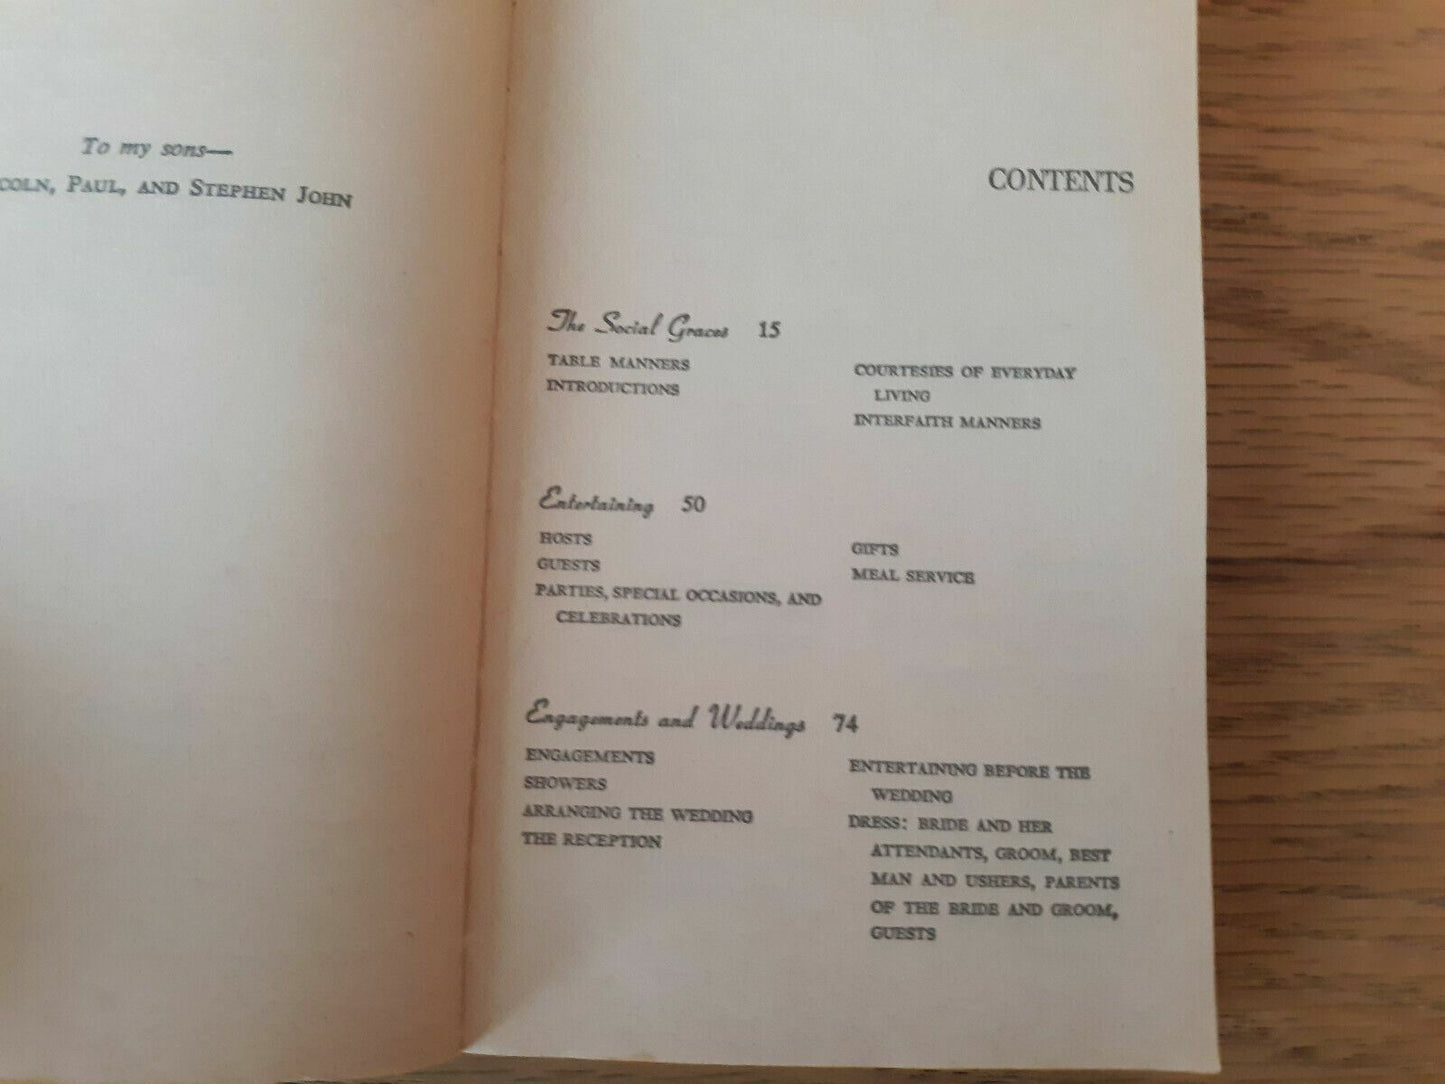 To my sons—
COLN, PAUL, AND STEPHEN JOHN
CONTENTS
The Social Graces 15
TABLE MANNERS
INTRODUCTIONS
COURTESIES OF EVERYDAY
LIVING
INTERFAITH MANNERS
Entertaining 50
HOSTS
GUESTS
PARTIES, SPECIAL OCCASIONS, AND
CELEBRATIONS
GIFTS
MEAL SERVICE
Engagements and Weddings 74
ENGAGEMENTS
SHOWERS
ARRANGING THE WEDDING
THE RECEPTION
ENTERTAINING BEFORE THE
WEDDING
DRESS: BRIDE AND HER
ATTENDANTS, GROOM, BEST
MAN AND USHERS, PARENTS
OF THE BRIDE AND GROOM,
GUESTS